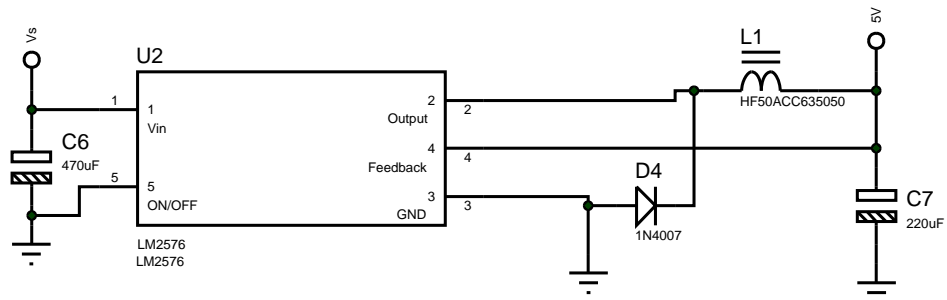 Vs
U2
1
1
Vin
C6
470uF
5
5
ON/OFF
2
Output
2
4
Feedback
4
3
GND
3
LM2576
LM2576
D4
1N4007
L1
HF50ACC635050
5V
C7
220uF